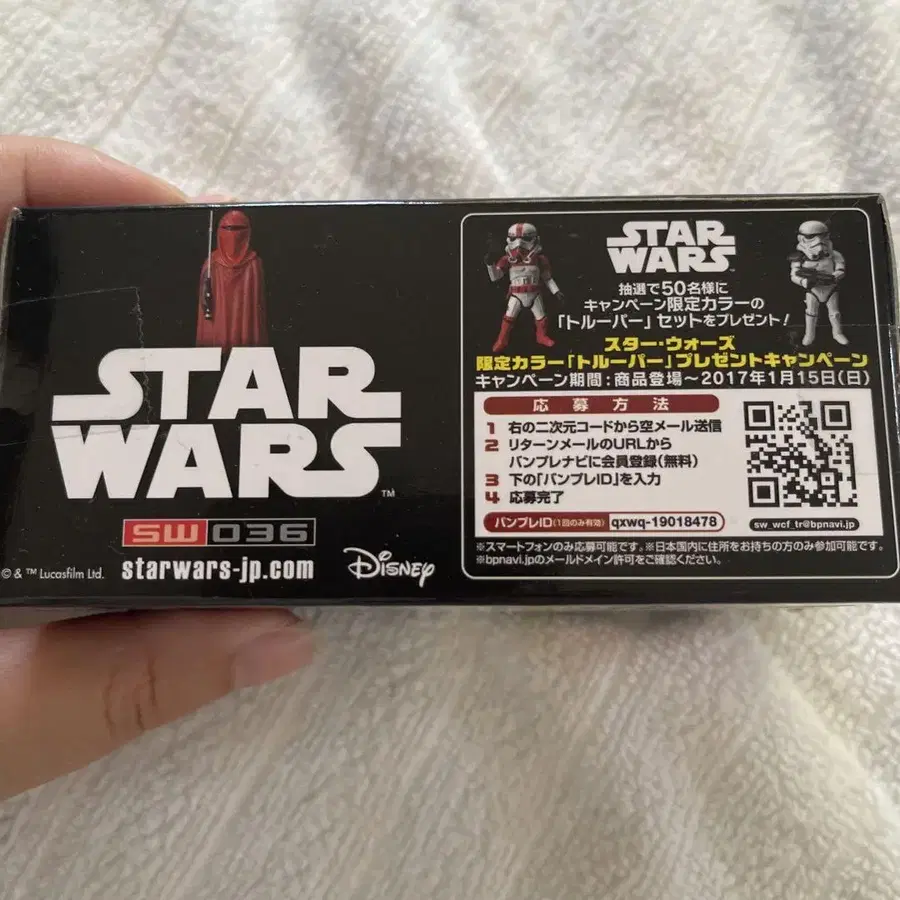 STAR
WARS
TM
SW 036
© & ™ Lucasfilm Ltd. starwars-jp.com Disney
STAR
WARS
抽選で50名様に
キャンペーン限定カラーの
「トルーパー」セットをプレゼント!
スター・ウォーズ
限定カラー「トルーパー」プレゼントキャンペーン
キャンペーン期間:商品登場~2017年1月15日(日)
応募方法
1 右の二次元コードから空メール送信
2 リターンメールのURLから
バンプレナビに会員登録(無料)
3 下の「バンプレID」を入力
4 応募完了
バンプレID(1回のみ有効) qxwq-19018478
sw_wcf_tr@bpnavi.jp
※スマートフォンのみ応募可能です。※日本国内に住所をお持ちの方のみ参加可能です。
※bpnavi.jpのメールドメイン許可をご確認ください。